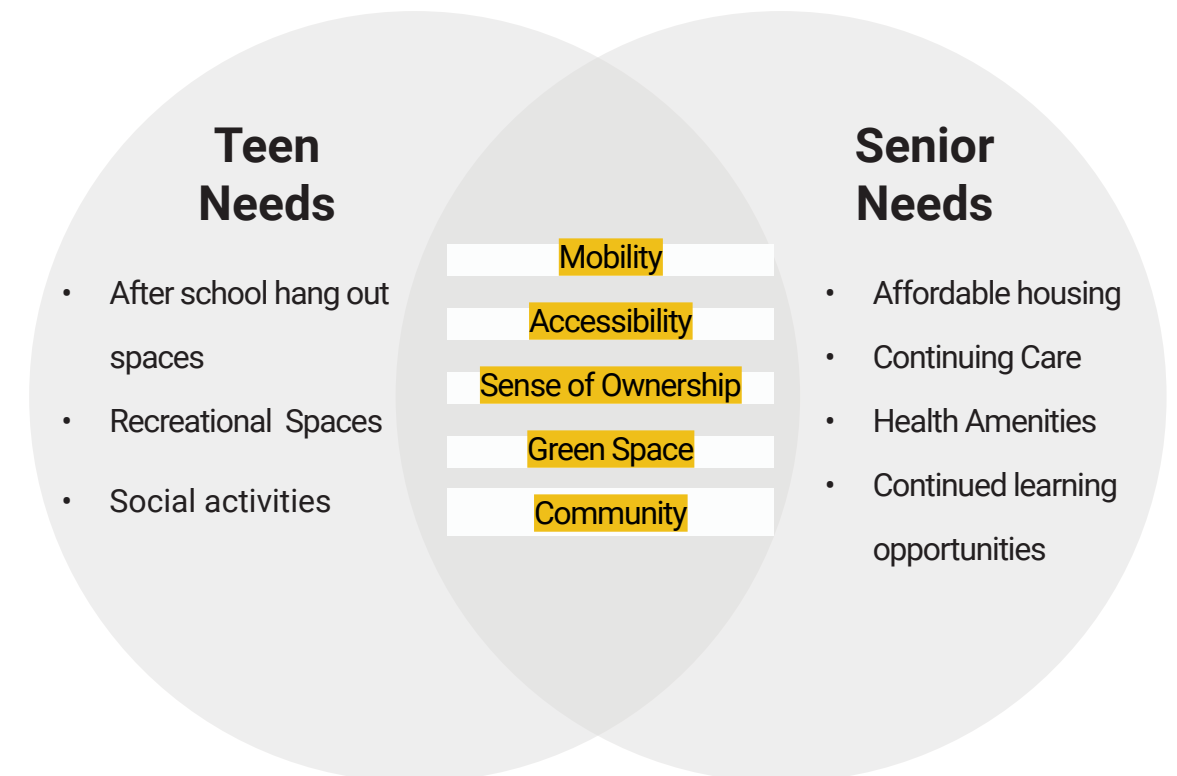 Teen
Needs
• After school hang out
spaces
• Recreational  Spaces
• Social activities
Mobility
Accessibility
Sense of Ownership
Green Space
Community
Senior
Needs
• Affordable housing
• Continuing Care
• Health Amenities
• Continued learning
opportunities